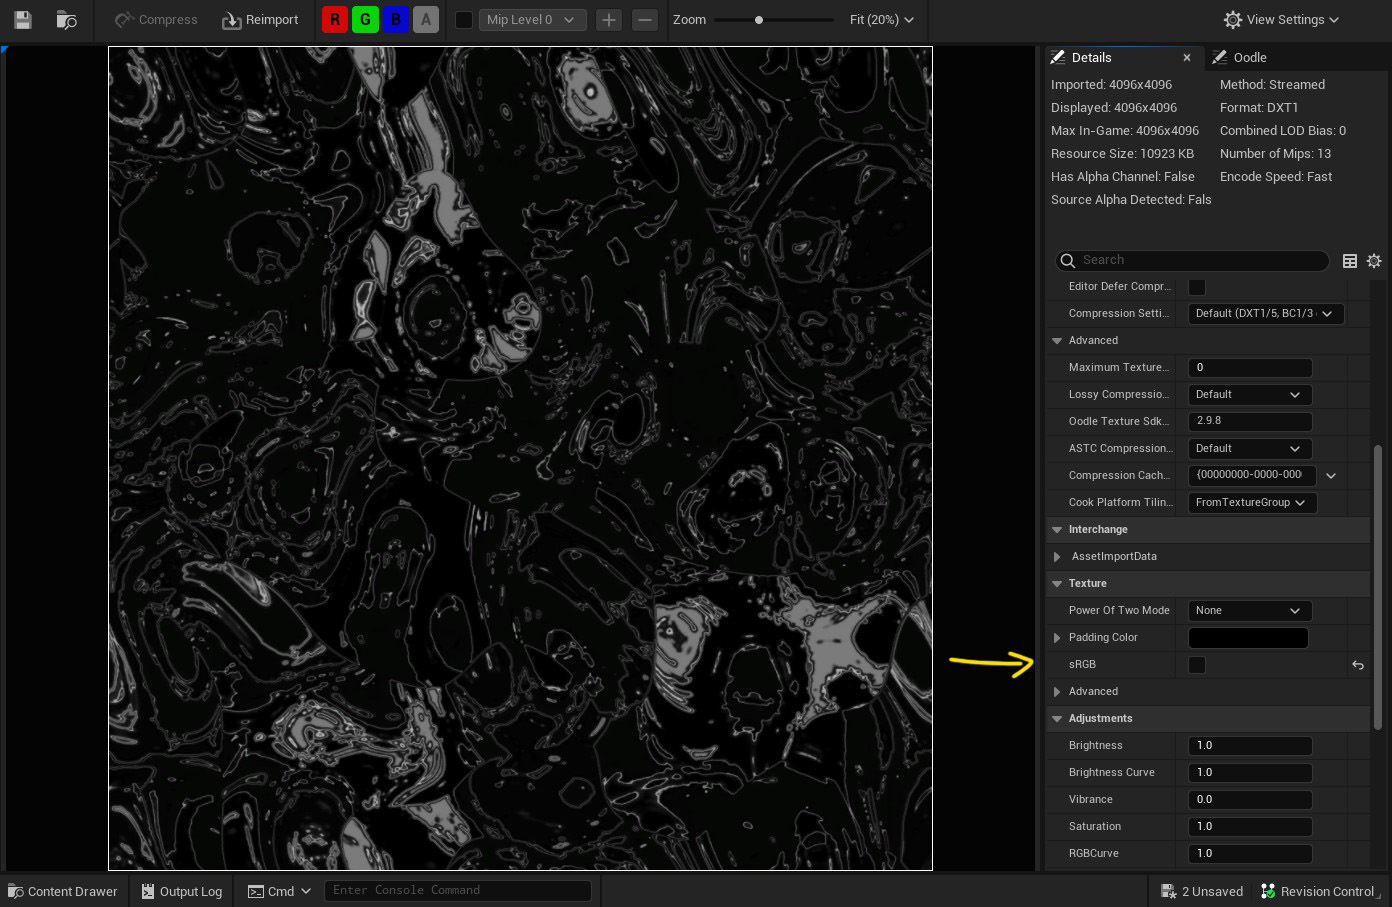 Compress Reimport R G B A Mip Level 0 Zoom Fit (20%) View Settings
Details Oodle
Imported: 4096x4096 Method: Streamed
Displayed: 4096x4096 Format: DXT1
Max In-Game: 4096x4096 Combined LOD Bias: 0
Resource Size: 10923 KB Number of Mips: 13
Has Alpha Channel: False Encode Speed: Fast
Source Alpha Detected: Fals
Search
Editor Defer Compr...
Compression Setti... Default (DXT1/5, BC1/3
Advanced
Maximum Texture... 0
Lossy Compressio... Default
Oodle Texture Sdk... 2.9.8
ASTC Compression... Default
Compression Cach... {00000000-0000-000
Cook Platform Tilin... FromTextureGroup
Interchange
AssetImportData
Texture
Power Of Two Mode None
Padding Color
sRGB
Advanced
Adjustments
Brightness 1.0
Brightness Curve 1.0
Vibrance 0.0
Saturation 1.0
RGBCurve 1.0
Content Drawer Output Log Cmd Enter Console Command 2 Unsaved Revision Control